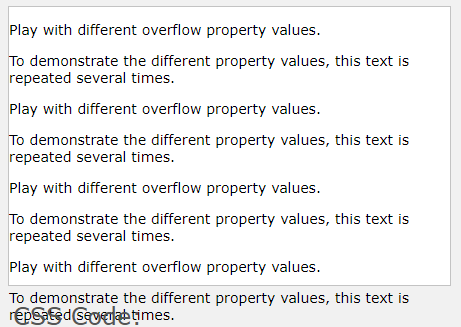 Play with different overflow property values.
To demonstrate the different property values, this text is
repeated several times.
Play with different overflow property values.
To demonstrate the different property values, this text is
repeated several times.
Play with different overflow property values.
To demonstrate the different property values, this text is
repeated several times.
Play with different overflow property values.
To demonstrate the different property values, this text is
repeated several times.
CSS Code: